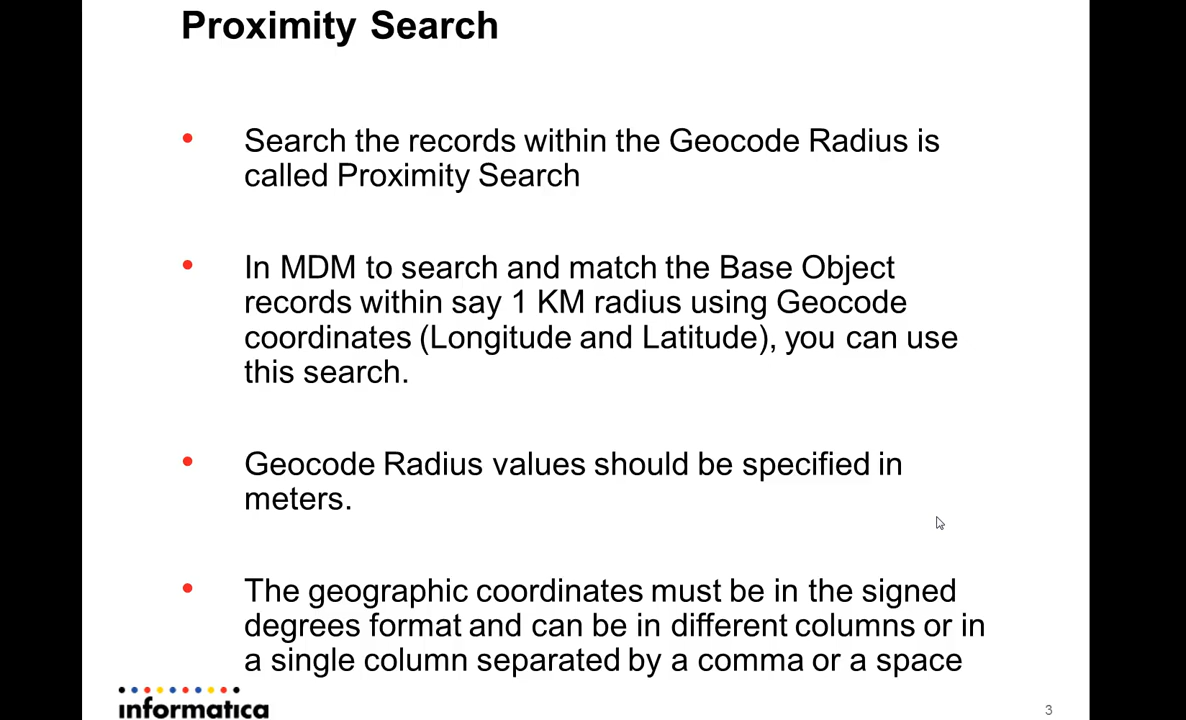 Proximity Search
• Search the records within the Geocode Radius is
called Proximity Search
• In MDM to search and match the Base Object
records within say 1 KM radius using Geocode
coordinates (Longitude and Latitude), you can use
this search.
• Geocode Radius values should be specified in
meters.
• The geographic coordinates must be in the signed
degrees format and can be in different columns or in
a single column separated by a comma or a space
informatica
3